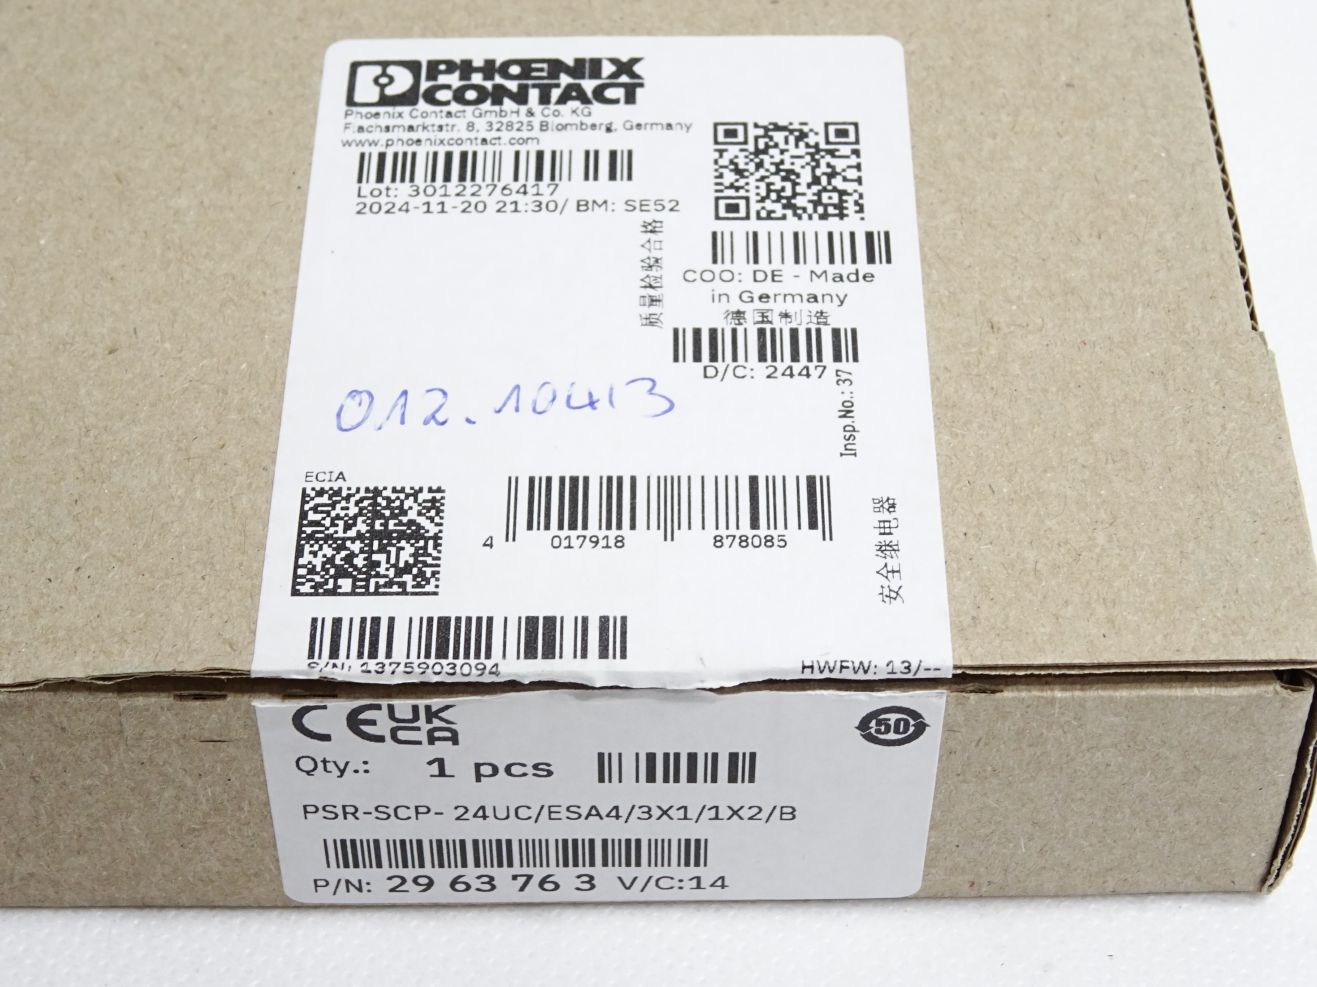 PHOENIX
CONTACT
Phoenix Contact GmbH & Co. KG
Flachsmarktstr. 8, 32825 Blomberg, Germany
www.phoenixcontact.com
Lot: 3012276417
2024-11-20 21:30/ BM: SE52
质量检验合格
COO: DE - Made
in Germany
德国制造
D/C: 2447
Insp.No.: 37
012.10413
ECIA
4 017918 878085
安全继电器
S/N: 1375903094
HWFW: 13/--
CE UK
CA
50
Qty.: 1 pcs
PSR-SCP- 24UC/ESA4/3X1/1X2/B
P/N: 29 63 76 3 V/C:14